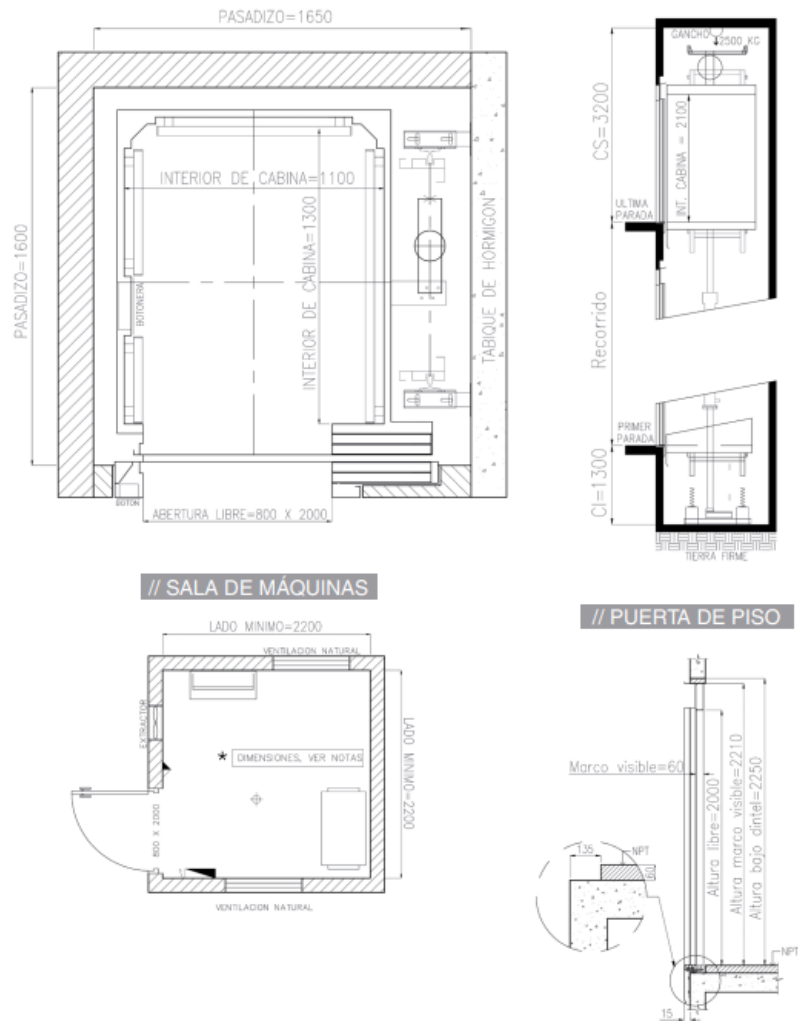 PASADIZO=1650
PASADIZO=1600
INTERIOR DE CABINA=1100
INTERIOR DE CABINA=1300
BOTONERA
TABIQUE DE HORMIGON
BOTON
ABERTURA LIBRE=800 X 2000
GANCHO
2500 KG
CS=3200
INT. CABINA = 2100
ULTIMA
PARADA
Recorrido
PRIMER
PARADA
CI=1300
TIERRA FIRME
// SALA DE MÁQUINAS
LADO MINIMO=2200
VENTILACION NATURAL
EXTRACTOR
* DIMENSIONES, VER NOTAS
LADO MINIMO=2200
800 X 2000
VENTILACION NATURAL
// PUERTA DE PISO
Marco visible=60
Altura libre=2000
Altura marco visible=2210
Altura bajo dintel=2250
135
NPT
60
NPT
15